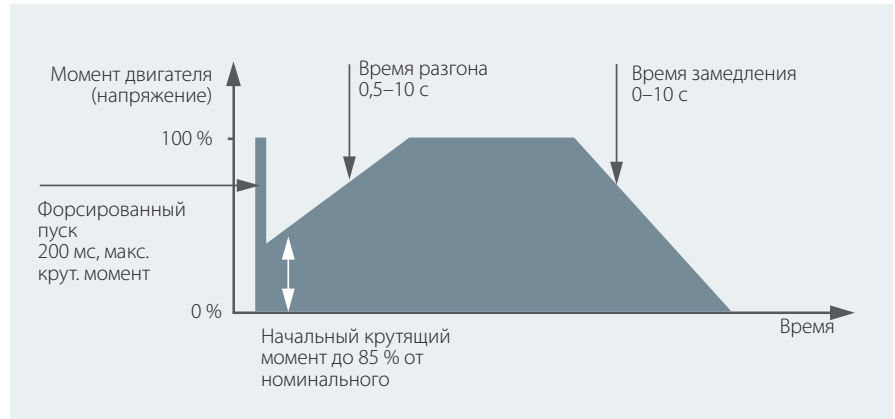 Момент двигателя
(напряжение)
Время разгона
0,5–10 с
Время замедления
0–10 с
100 %
Форсированный
пуск
200 мс, макс.
крут. момент
0 %
Время
Начальный крутящий
момент до 85 % от
номинального